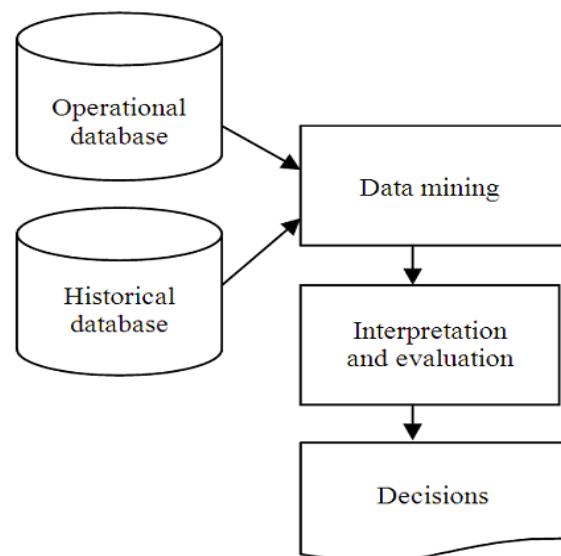 Operational
database
Data mining
Historical
database
Interpretation
and evaluation
Decisions